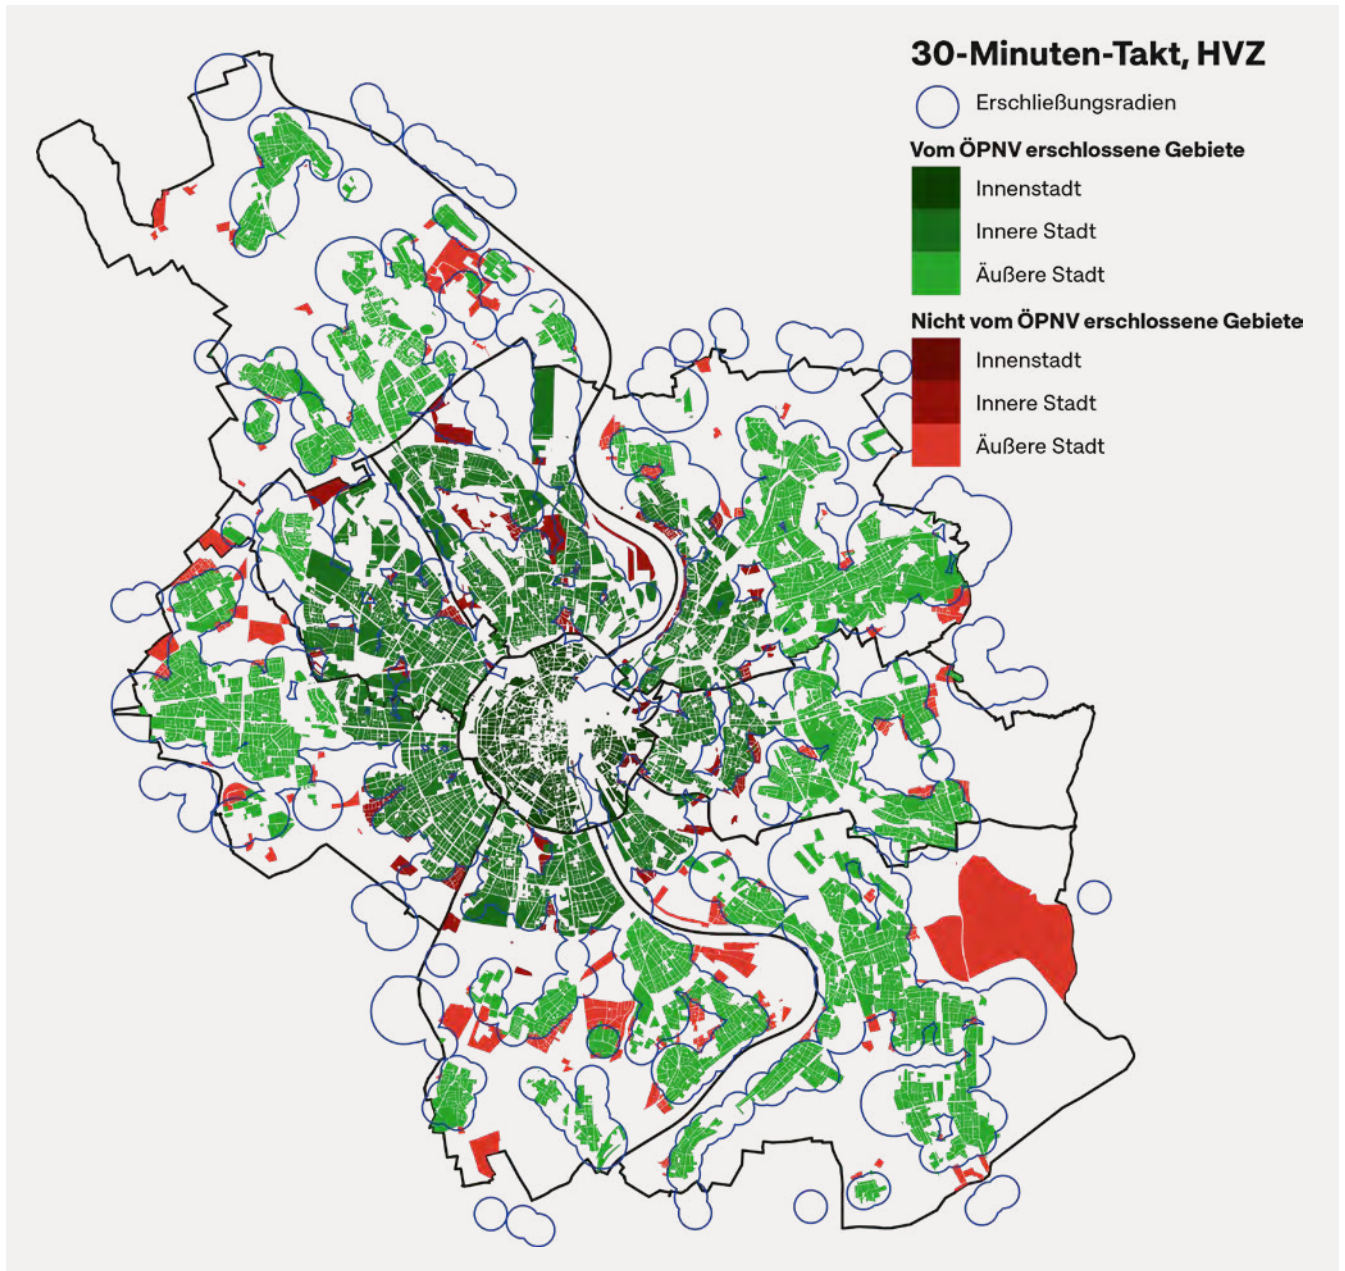 30-Minuten-Takt, HVZ
Erschließungsradien
Vom ÖPNV erschlossene Gebiete
Innenstadt
Innere Stadt
Äußere Stadt
Nicht vom ÖPNV erschlossene Gebiete
Innenstadt
Innere Stadt
Äußere Stadt